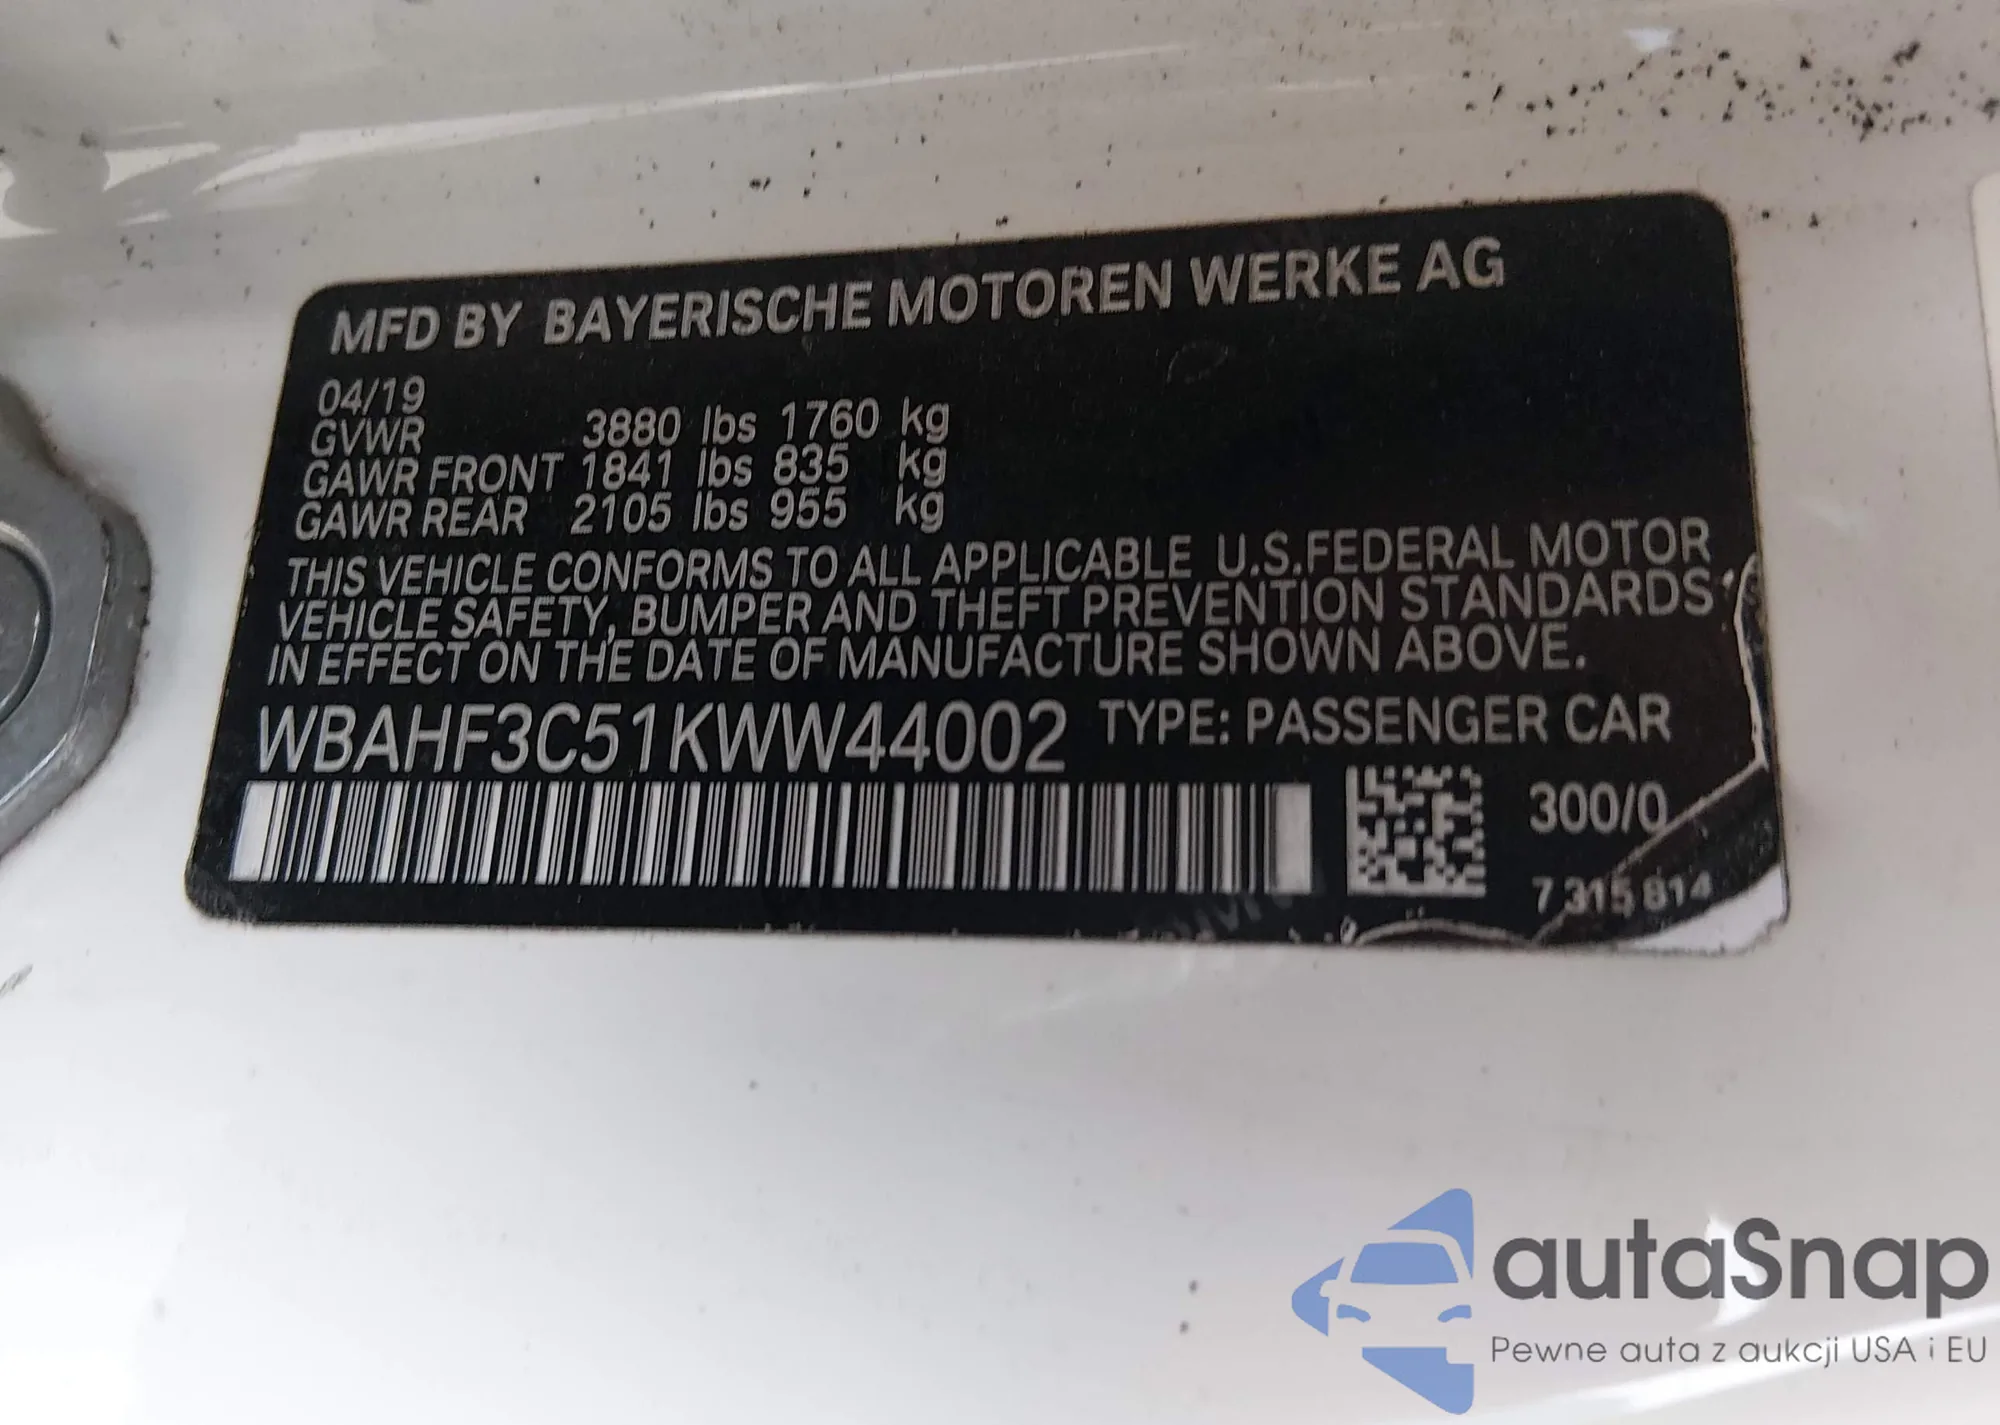 MFD BY BAYERISCHE MOTOREN WERKE AG
04/19
GVWR 3880 lbs 1760 kg
GAWR FRONT 1841 lbs 835 kg
GAWR REAR 2105 lbs 955 kg
THIS VEHICLE CONFORMS TO ALL APPLICABLE U.S.FEDERAL MOTOR
VEHICLE SAFETY, BUMPER AND THEFT PREVENTION STANDARDS
IN EFFECT ON THE DATE OF MANUFACTURE SHOWN ABOVE.
WBAHF3C51KWW44002 TYPE: PASSENGER CAR
300/0
7 315 814
autaSnap
Pewne auta z aukcji USA i EU